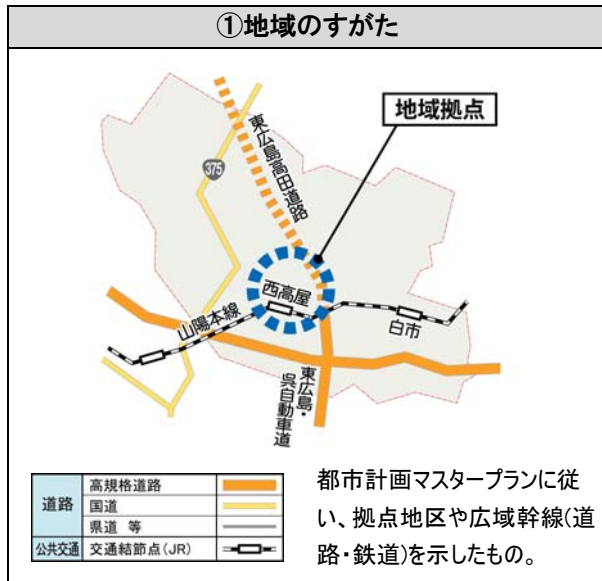 ①地域のすがた
地域拠点
375
東広島高田道路
西高屋
山陽本線
白市
東広島・
呉自動車道
道路
高規格道路
国道
県道 等
公共交通
交通結節点(JR)
都市計画マスタープランに従
い、拠点地区や広域幹線(道
路・鉄道)を示したもの。